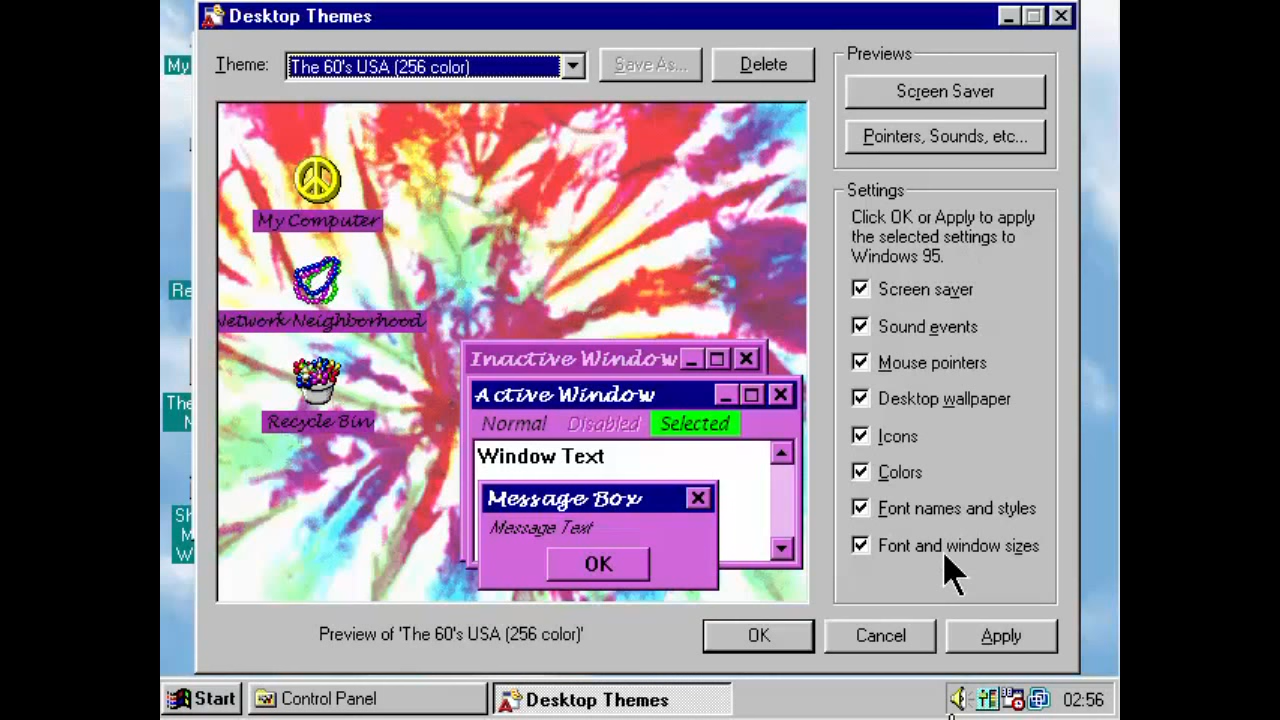 Desktop Themes
Theme:
The 60's USA (256 color)
Save As...
Delete
Previews
Screen Saver
Pointers, Sounds, etc...
Settings
Click OK or Apply to apply
the selected settings to
Windows 95.
Screen saver
Sound events
Mouse pointers
Desktop wallpaper
Icons
Colors
Font names and styles
Font and window sizes
My Computer
Network Neighborhood
Recycle Bin
Inactive Window
Active Window
Normal Disabled Selected
Window Text
Message Box
Message Text
OK
Preview of 'The 60's USA (256 color)'
OK
Cancel
Apply
My
Re
The
M
Sh
M
W
Start
Control Panel
Desktop Themes
02:56